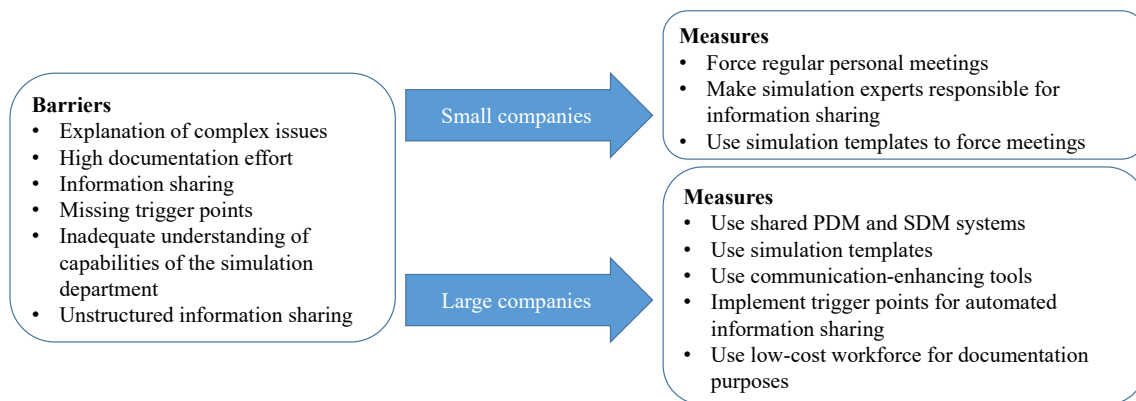 Barriers
• Explanation of complex issues
• High documentation effort
• Information sharing
• Missing trigger points
• Inadequate understanding of
capabilities of the simulation
department
• Unstructured information sharing
Small companies
Large companies
Measures
• Force regular personal meetings
• Make simulation experts responsible for
information sharing
• Use simulation templates to force meetings
Measures
• Use shared PDM and SDM systems
• Use simulation templates
• Use communication-enhancing tools
• Implement trigger points for automated
information sharing
• Use low-cost workforce for documentation
purposes